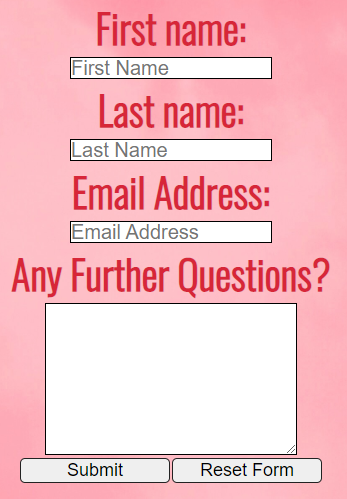 First name:
First Name
Last name:
Last Name
Email Address:
Email Address
Any Further Questions?
Submit Reset Form